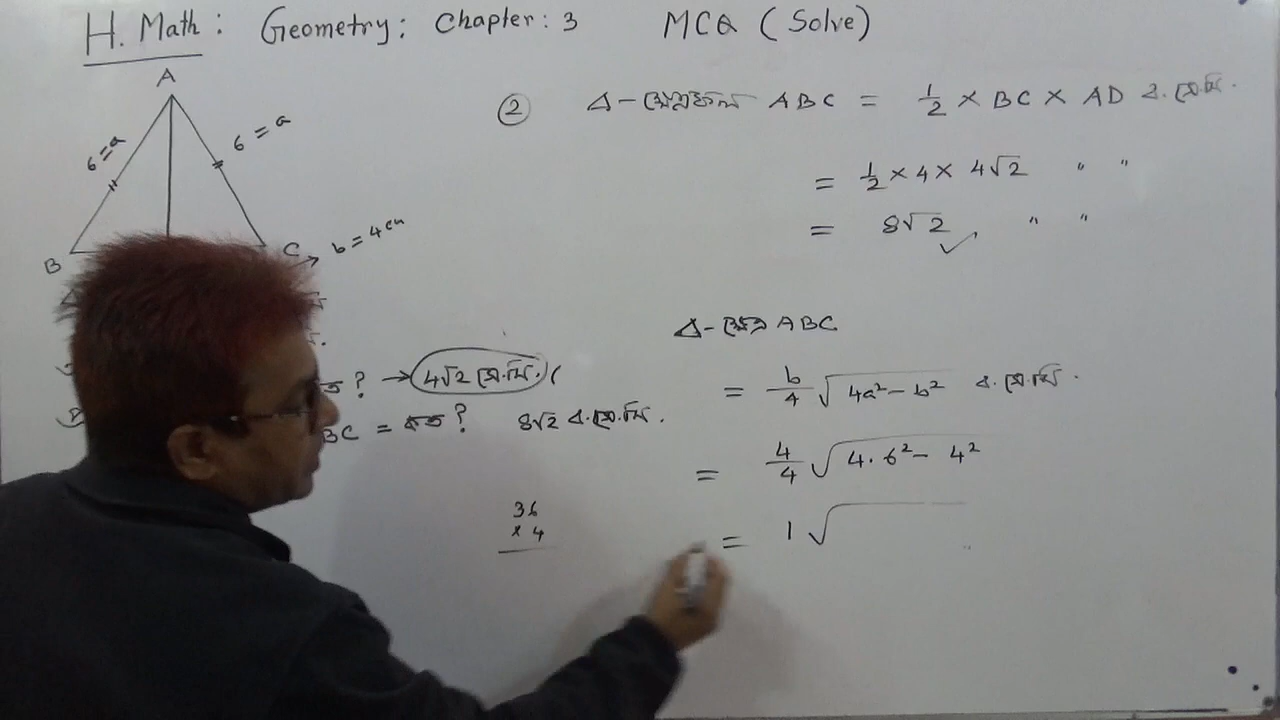 H. Math: Geometry: Chapter: 3 MCQ (Solve)
A
6=a
6 = a
B
C
b = 4cm
② Δ-ক্ষেত্রফল ABC = 1/2 × BC × AD ব. সে.মি.
= 1/2 × 4 × 4√2 " "
= 8√2 " "
ত ? → 4√2 সে.মি. (
BC = কত ? 8√2 ব.সে.মি.
Δ-ক্ষেত্র ABC
= b/4 √4a²-b² ব. সে.মি.
= 4/4 √4.6²- 4²
36
× 4
= 1√